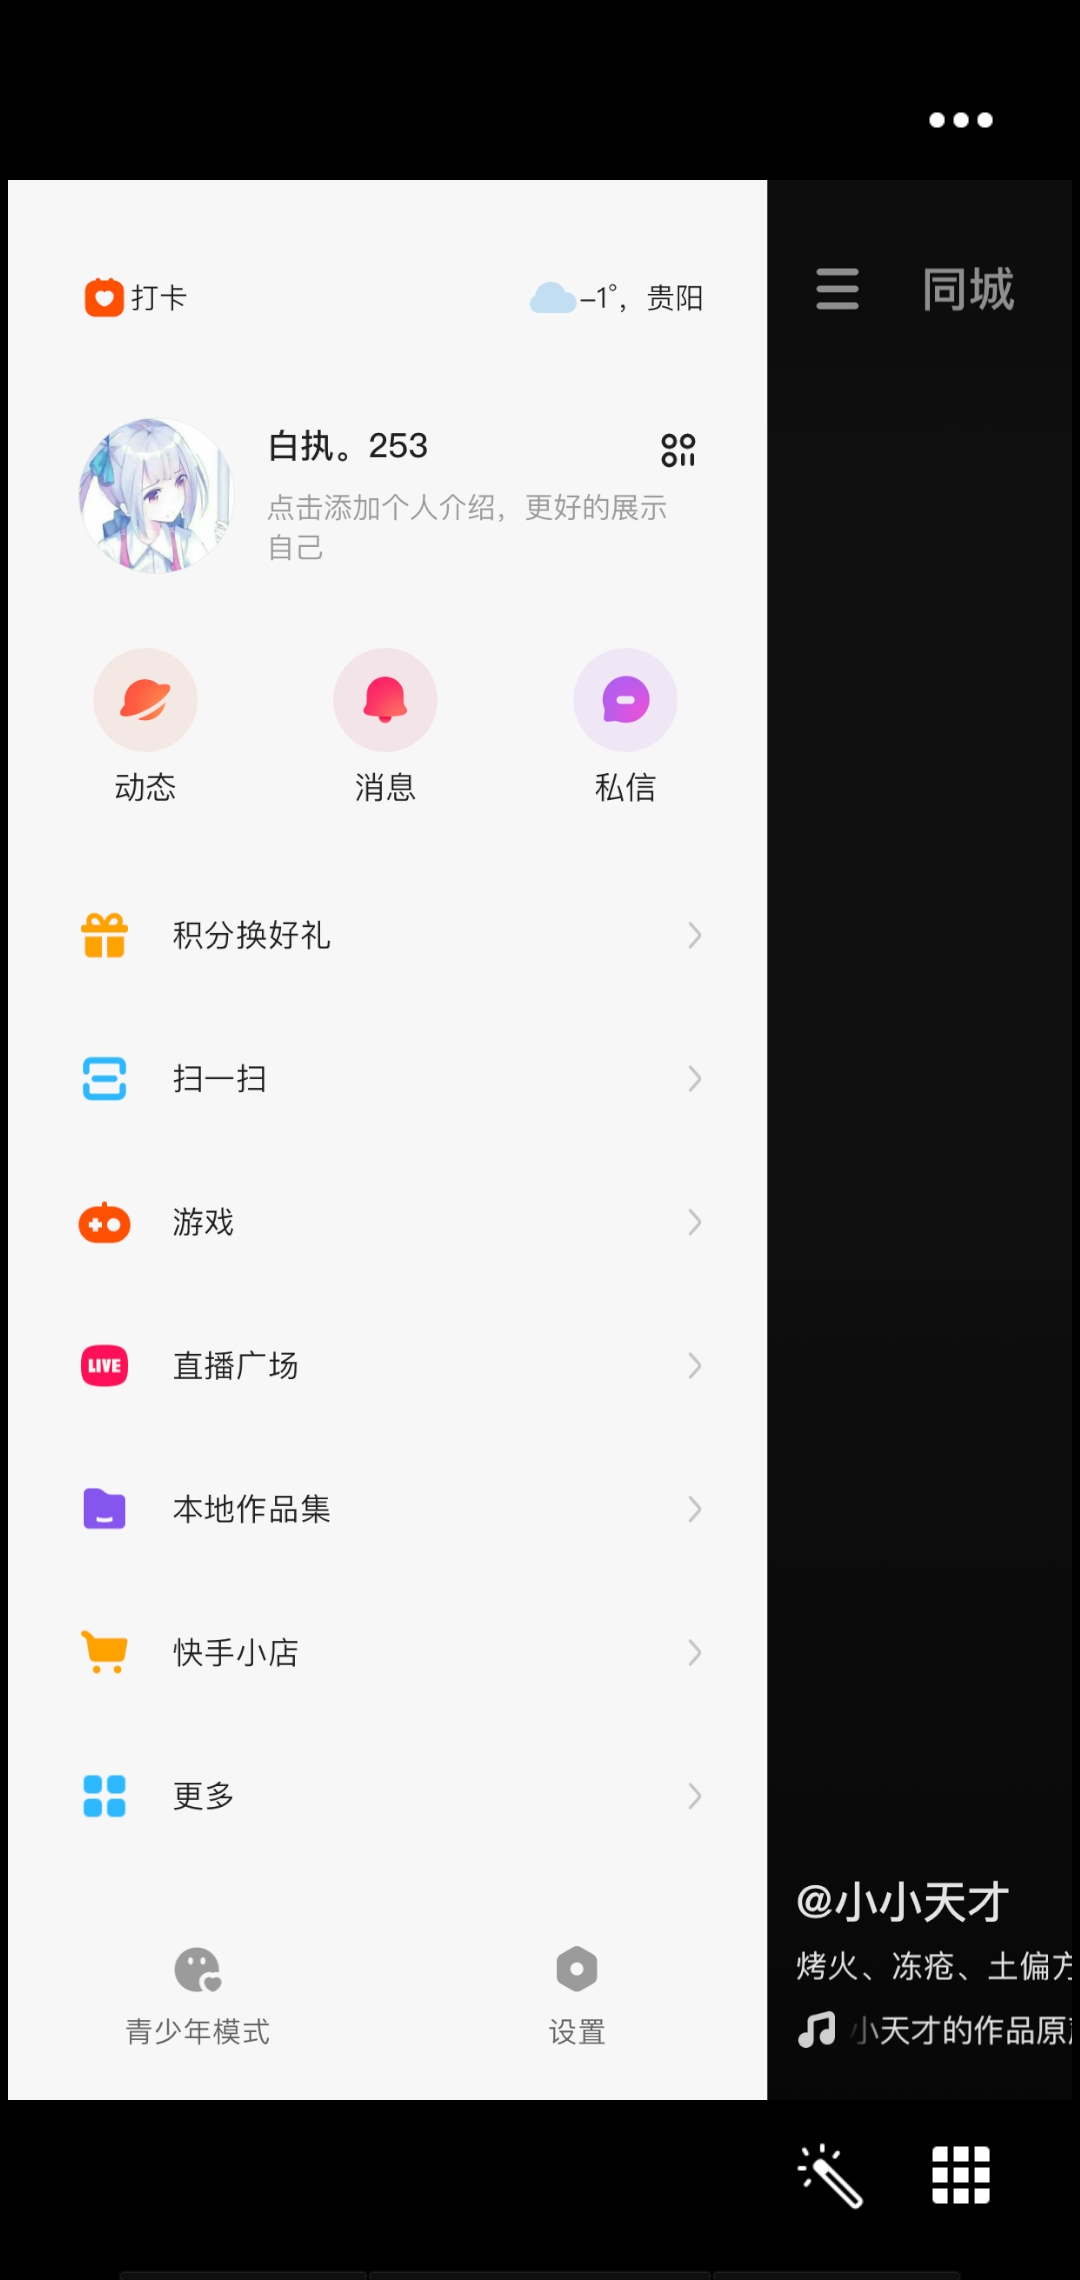 打卡
-1°，贵阳
同城
白执。253
点击添加个人介绍，更好的展示
自己
动态
消息
私信
积分换好礼
扫一扫
游戏
LIVE
直播广场
本地作品集
快手小店
更多
@小小天才
烤火、冻疮、土偏方
小天才的作品原
青少年模式
设置